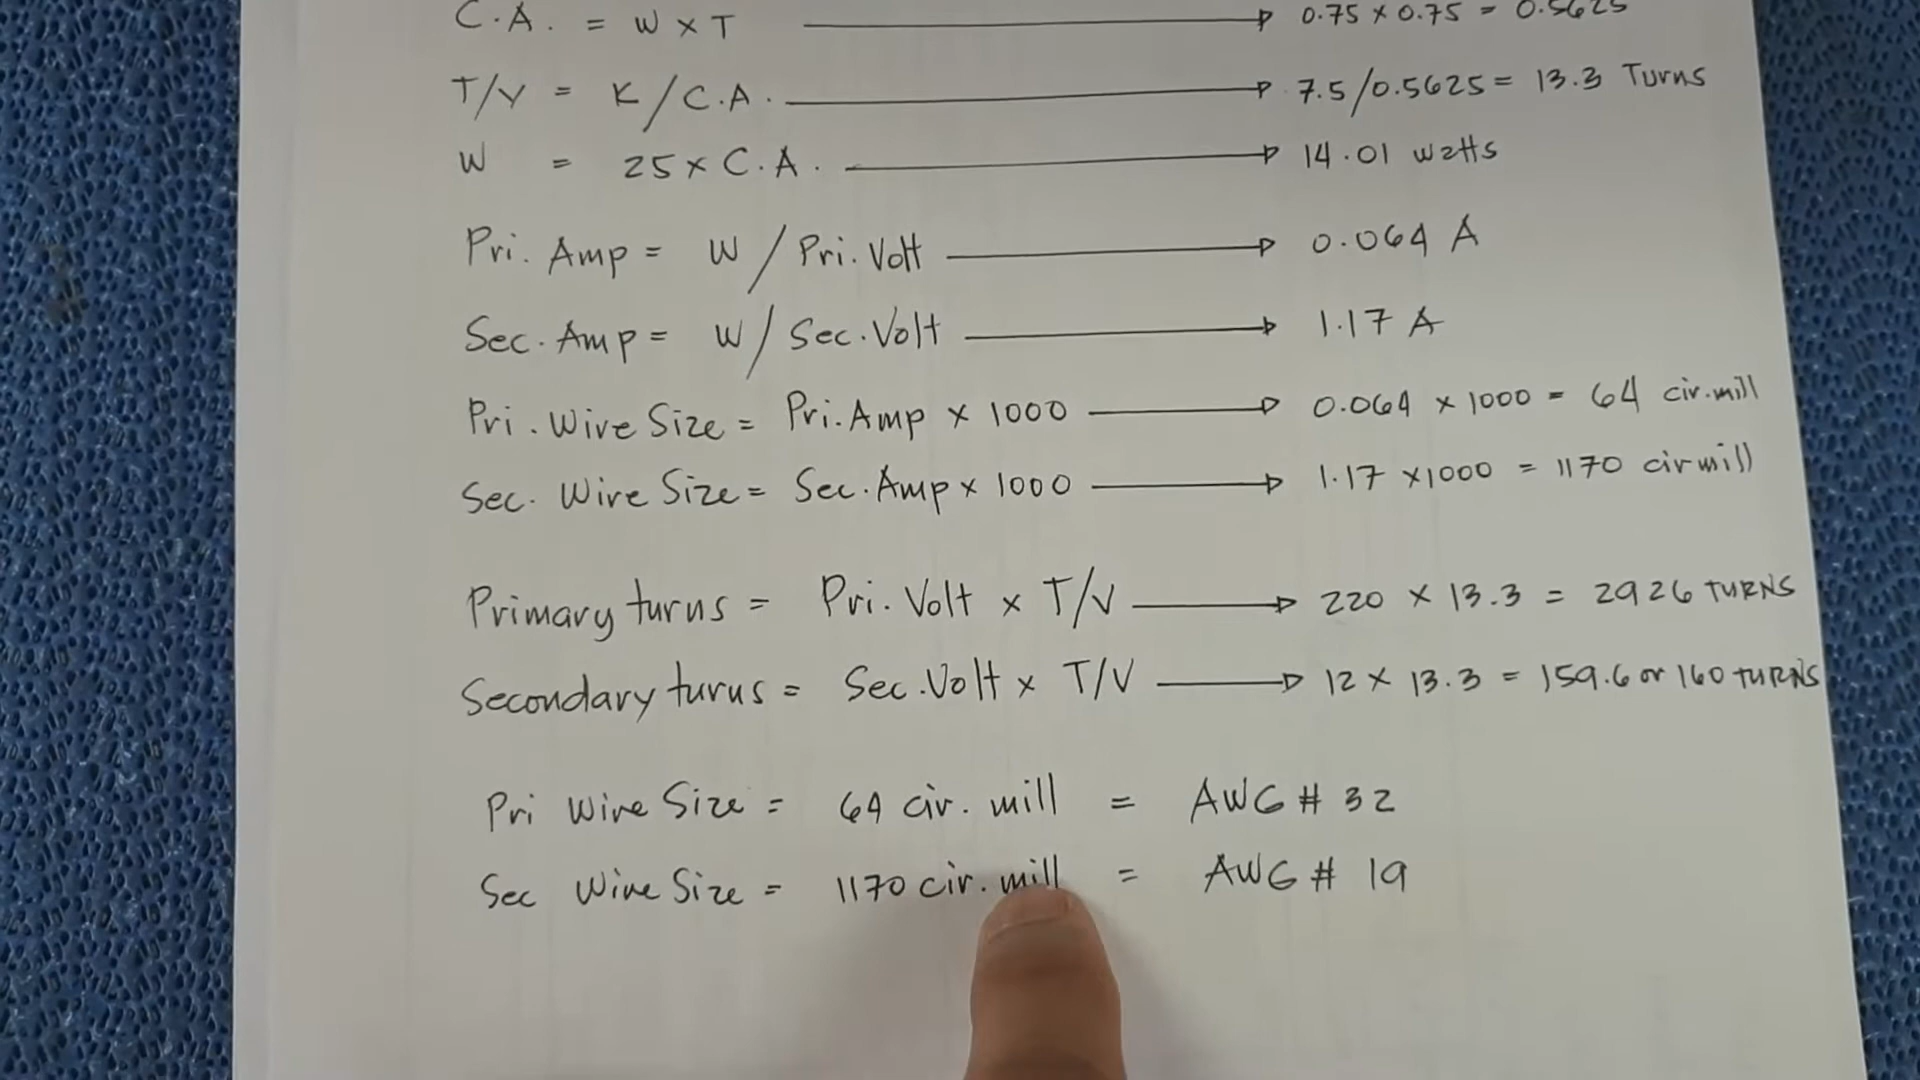 C.A. = W x T → 0.75 x 0.75 = 0.5625
T/V = K/C.A. → 7.5/0.5625 = 13.3 Turns
W = 25 x C.A. → 14.01 watts
Pri. Amp = W / Pri. Volt → 0.064 A
Sec. Amp = W / Sec. Volt → 1.17 A
Pri. Wire Size = Pri. Amp x 1000 → 0.064 x 1000 = 64 cir.mill
Sec. Wire Size = Sec. Amp x 1000 → 1.17 x 1000 = 1170 cirmill
Primary turns = Pri. Volt x T/V → 220 x 13.3 = 2926 TURNS
Secondary turns = Sec. Volt x T/V → 12 x 13.3 = 159.6 or 160 TURNS
Pri Wire Size = 64 cir. mill = AWG # 32
Sec Wire Size = 1170 cir. mill = AWG # 19